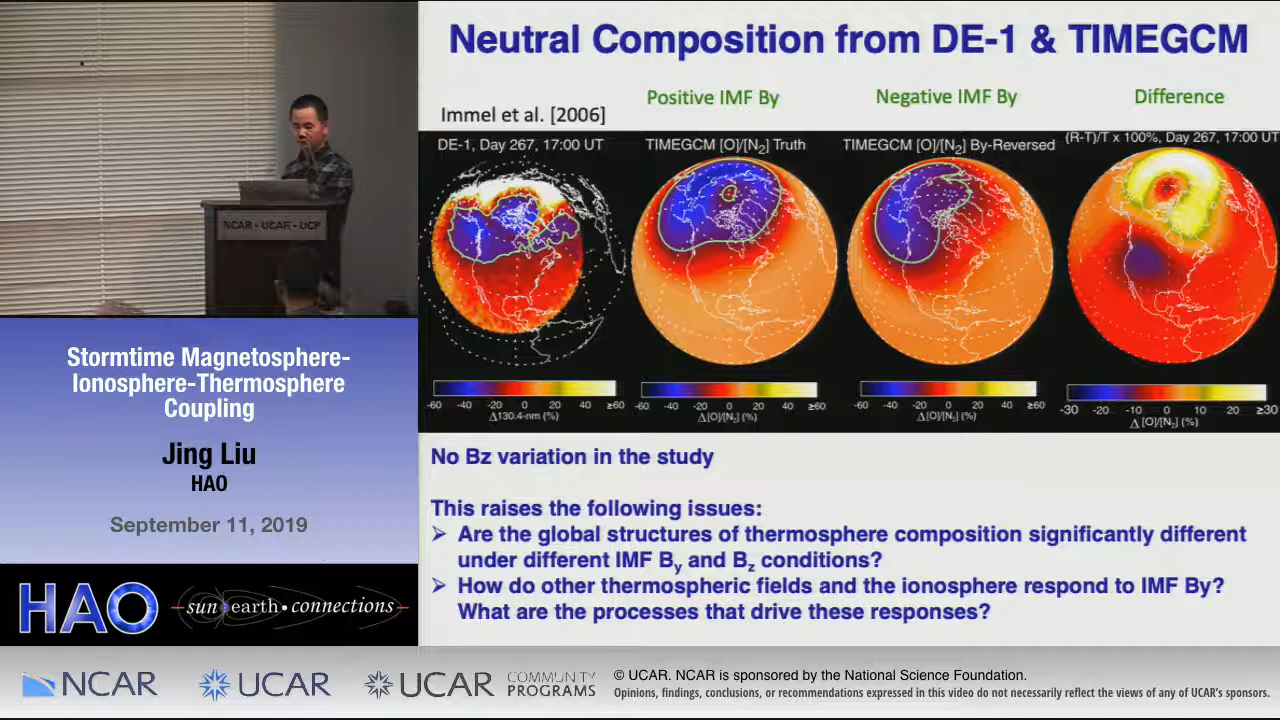 Neutral Composition from DE-1 & TIMEGCM
Positive IMF By
Negative IMF By
Difference
Immel et al. [2006]
DE-1, Day 267, 17:00 UT
TIMEGCM [O]/[N2] Truth
TIMEGCM [O]/[N2] By-Reversed
(R-T)/T x 100%, Day 267, 17:00 UT
-60 -40 -20 0 20 40 ≥60
Δ130.4-nm (%)
-60 -40 -20 0 20 40 ≥60
Δ[O]/[N2] (%)
-60 -40 -20 0 20 40 ≥60
Δ[O]/[N2] (%)
-30 -20 -10 0 10 20 ≥30
Δ[O]/[N2] (%)
No Bz variation in the study
This raises the following issues:
➢ Are the global structures of thermosphere composition significantly different
under different IMF By and Bz conditions?
➢ How do other thermospheric fields and the ionosphere respond to IMF By?
What are the processes that drive these responses?
NCAR • UCAR • UCP
Stormtime Magnetosphere-
Ionosphere-Thermosphere
Coupling
Jing Liu
HAO
September 11, 2019
HAO
sun•earth•connections
NCAR
UCAR
UCAR
COMMUNITY
PROGRAMS
© UCAR. NCAR is sponsored by the National Science Foundation.
Opinions, findings, conclusions, or recommendations expressed in this video do not necessarily reflect the views of any of UCAR's sponsors.